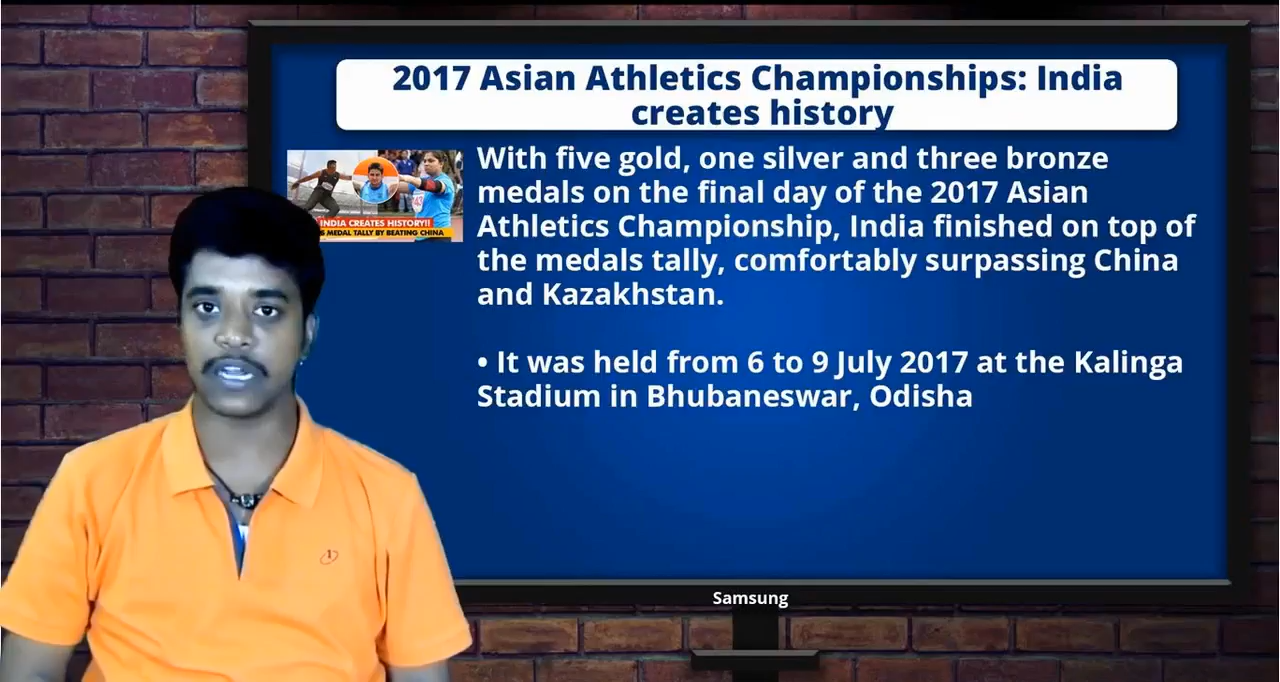 2017 Asian Athletics Championships: India
creates history
With five gold, one silver and three bronze
medals on the final day of the 2017 Asian
Athletics Championship, India finished on top of
the medals tally, comfortably surpassing China
and Kazakhstan.
INDIA CREATES HISTORY!!
MEDAL TALLY BY BEATING CHINA
• It was held from 6 to 9 July 2017 at the Kalinga
Stadium in Bhubaneswar, Odisha
Samsung